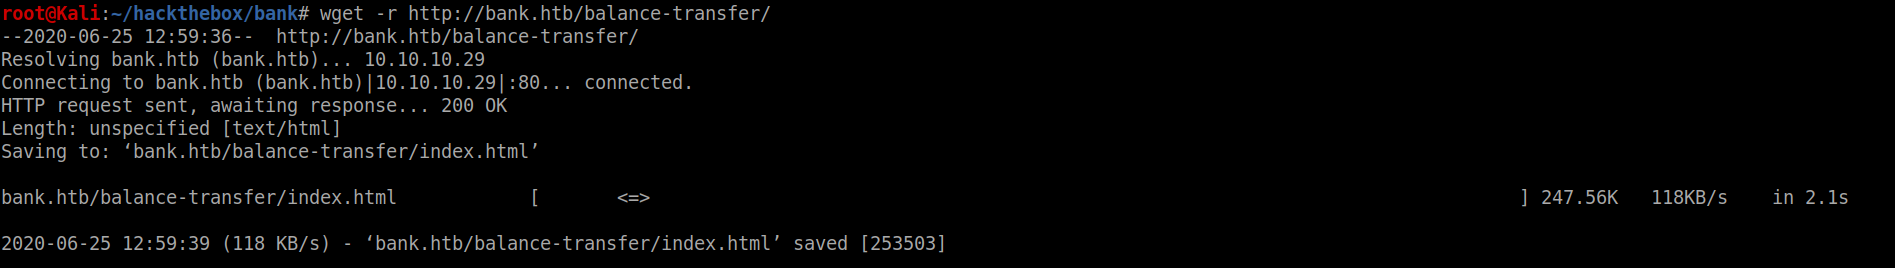 root@Kali:~/hackthebox/bank# wget -r http://bank.htb/balance-transfer/
--2020-06-25 12:59:36--  http://bank.htb/balance-transfer/
Resolving bank.htb (bank.htb)... 10.10.10.29
Connecting to bank.htb (bank.htb)|10.10.10.29|:80... connected.
HTTP request sent, awaiting response... 200 OK
Length: unspecified [text/html]
Saving to: ‘bank.htb/balance-transfer/index.html’
bank.htb/balance-transfer/index.html            [       <=>                                                                               ] 247.56K   118KB/s    in 2.1s
2020-06-25 12:59:39 (118 KB/s) - ‘bank.htb/balance-transfer/index.html’ saved [253503]